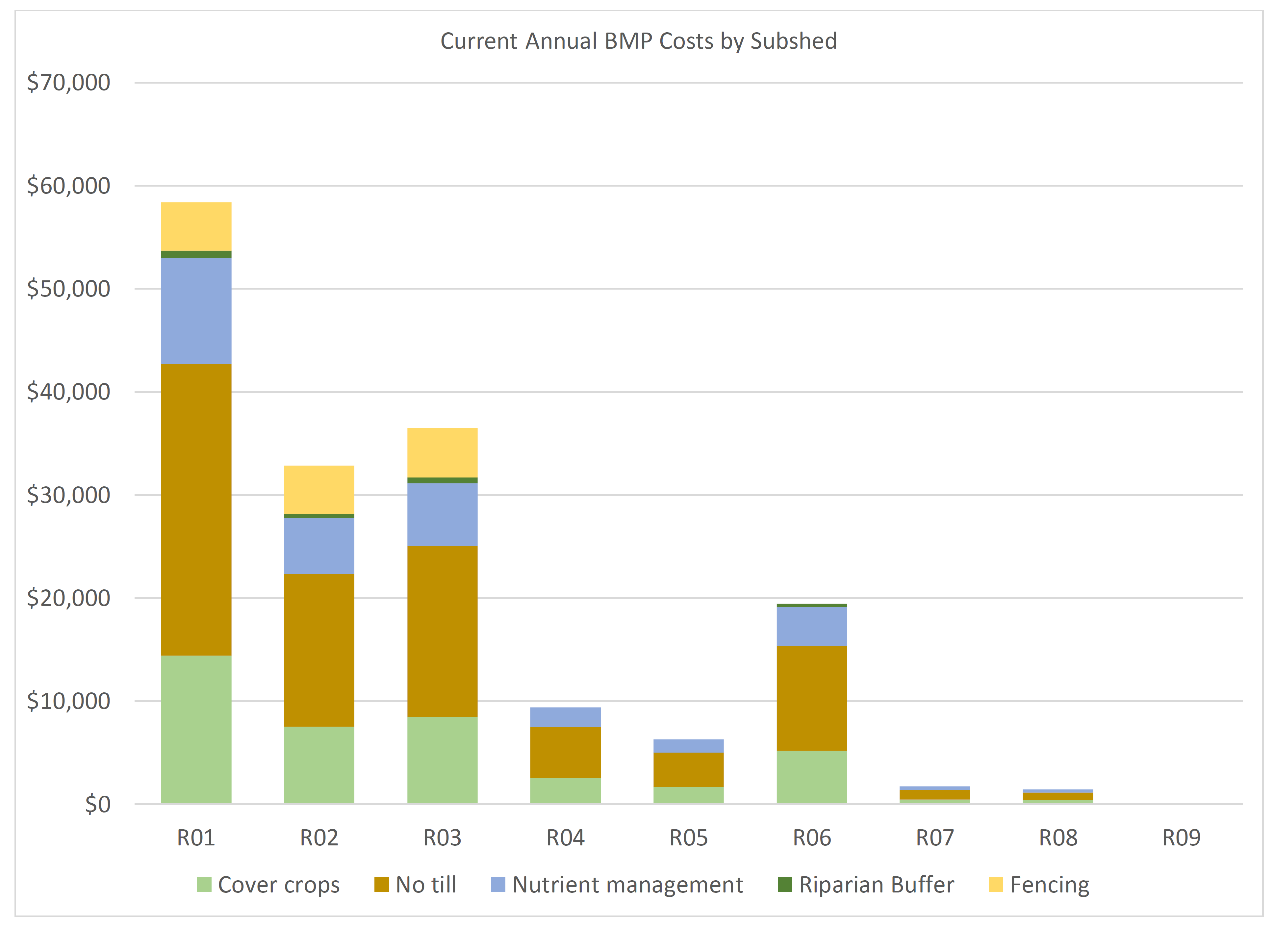 Current Annual BMP Costs by Subshed
$70,000
$60,000
$50,000
$40,000
$30,000
$20,000
$10,000
$0
R01 R02 R03 R04 R05 R06 R07 R08 R09
Cover crops No till Nutrient management Riparian Buffer Fencing